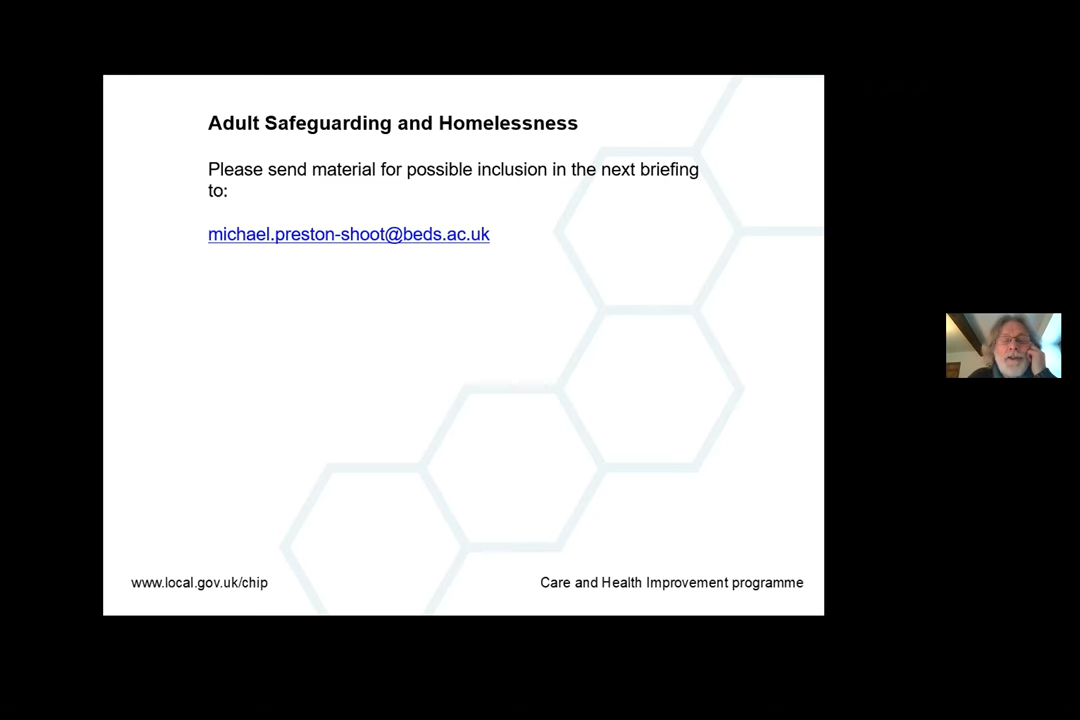 Adult Safeguarding and Homelessness
Please send material for possible inclusion in the next briefing
to:
michael.preston-shoot@beds.ac.uk
www.local.gov.uk/chip
Care and Health Improvement programme